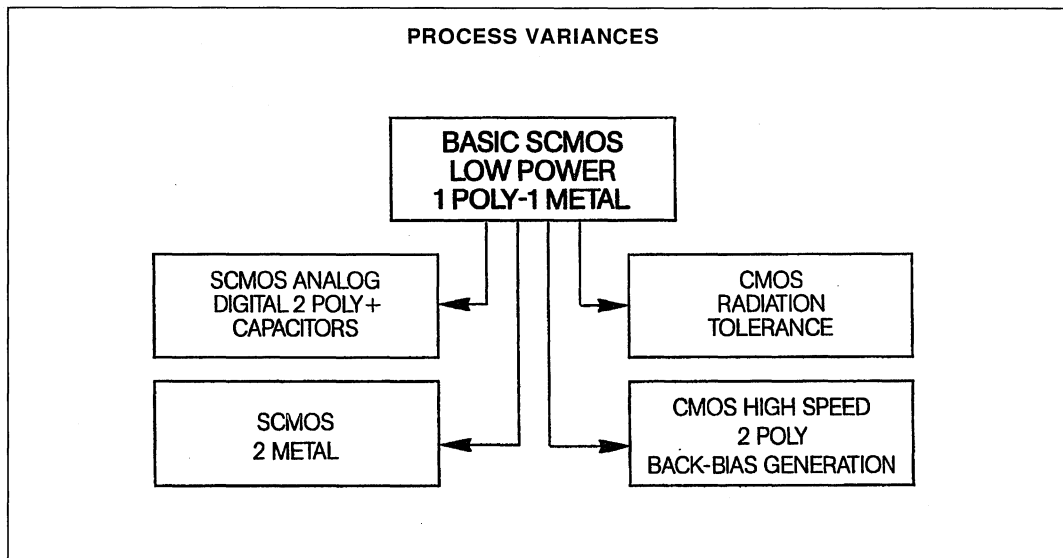 PROCESS VARIANCES
BASIC SCMOS
LOW POWER
1 POLY-1 METAL
SCMOS ANALOG
DIGITAL 2 POLY+
CAPACITORS
CMOS
RADIATION
TOLERANCE
SCMOS
2 METAL
CMOS HIGH SPEED
2 POLY
BACK-BIAS GENERATION